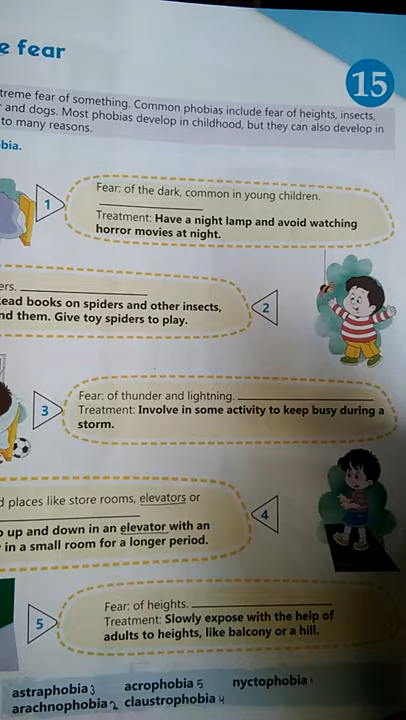 e fear
15
treme fear of something. Common phobias include fear of heights, insects,
and dogs. Most phobias develop in childhood, but they can also develop in
to many reasons.
bia.
1
Fear: of the dark, common in young children.
Treatment: Have a night lamp and avoid watching
horror movies at night.
ers.
ead books on spiders and other insects,
nd them. Give toy spiders to play.
2
3
Fear: of thunder and lightning.
Treatment: Involve in some activity to keep busy during a
storm.
d places like store rooms, elevators or
up and down in an elevator with an
in a small room for a longer period.
4
5
Fear: of heights.
Treatment: Slowly expose with the help of
adults to heights, like balcony or a hill.
astraphobia 3 acrophobia 5 nyctophobia 1
arachnophobia 2 claustrophobia 4